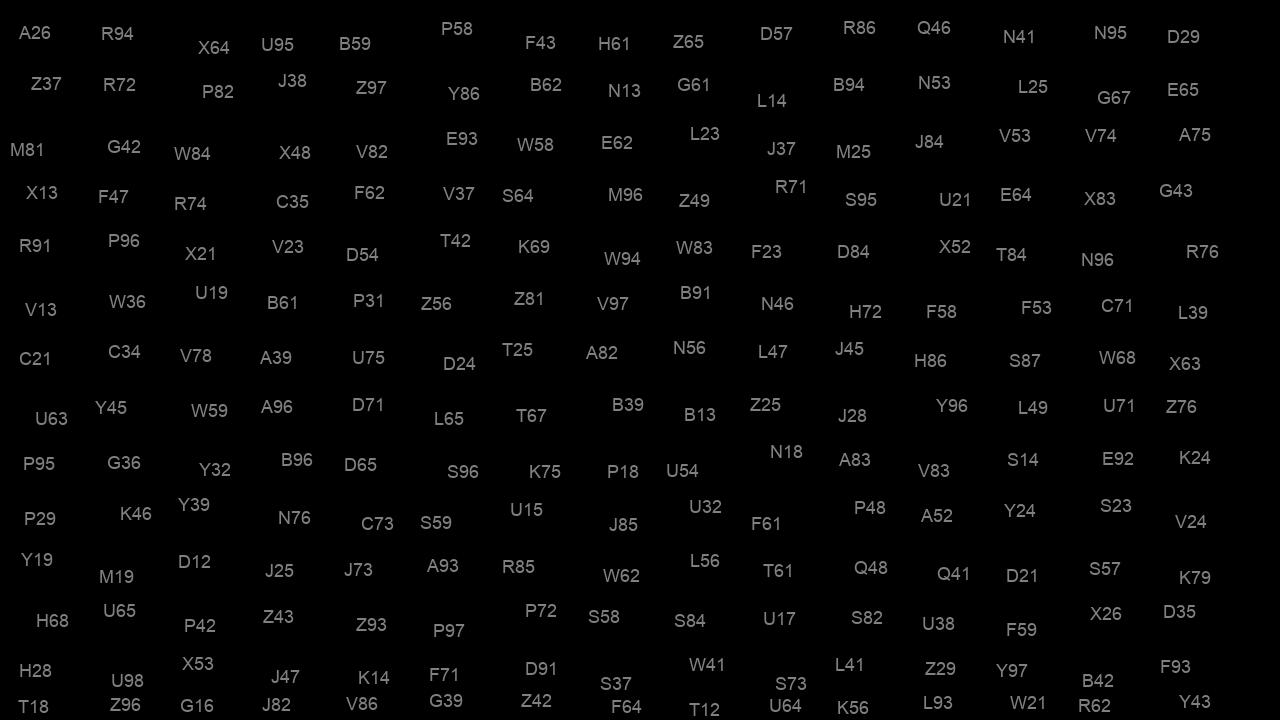 A26 R94 X64 U95 B59 P58 F43 H61 Z65 D57 R86 Q46 N41 N95 D29
Z37 R72 P82 J38 Z97 Y86 B62 N13 G61 L14 B94 N53 L25 G67 E65
M81 G42 W84 X48 V82 E93 W58 E62 L23 J37 M25 J84 V53 V74 A75
X13 F47 R74 C35 F62 V37 S64 M96 Z49 R71 S95 U21 E64 X83 G43
R91 P96 X21 V23 D54 T42 K69 W94 W83 F23 D84 X52 T84 N96 R76
V13 W36 U19 B61 P31 Z56 Z81 V97 B91 N46 H72 F58 F53 C71 L39
C21 C34 V78 A39 U75 D24 T25 A82 N56 L47 J45 H86 S87 W68 X63
U63 Y45 W59 A96 D71 L65 T67 B39 B13 Z25 J28 Y96 L49 U71 Z76
P95 G36 Y32 B96 D65 S96 K75 P18 U54 N18 A83 V83 S14 E92 K24
P29 K46 Y39 N76 C73 S59 U15 J85 U32 F61 P48 A52 Y24 S23 V24
Y19 M19 D12 J25 J73 A93 R85 W62 L56 T61 Q48 Q41 D21 S57 K79
H68 U65 P42 Z43 Z93 P97 P72 S58 S84 U17 S82 U38 F59 X26 D35
H28 U98 X53 J47 K14 F71 D91 S37 W41 S73 L41 Z29 Y97 B42 F93
T18 Z96 G16 J82 V86 G39 Z42 F64 T12 U64 K56 L93 W21 R62 Y43